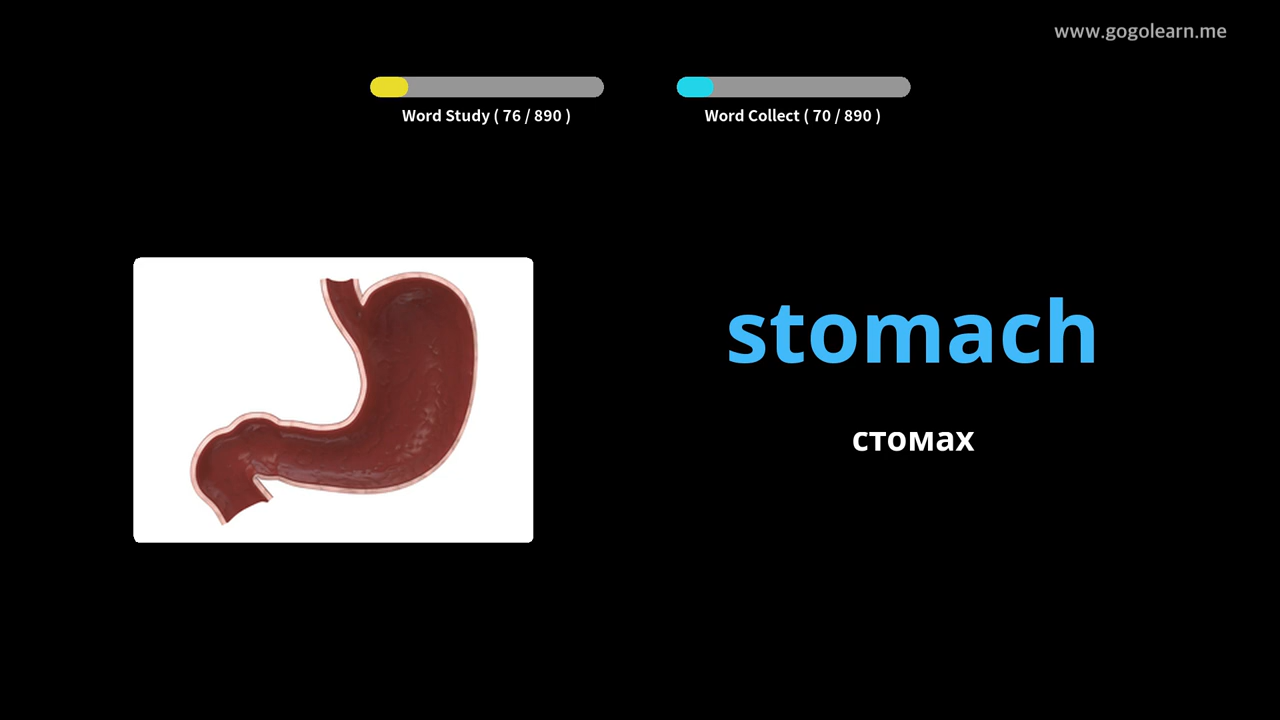 www.gogolearn.me
Word Study ( 76 / 890 )
Word Collect ( 70 / 890 )
stomach
стомах